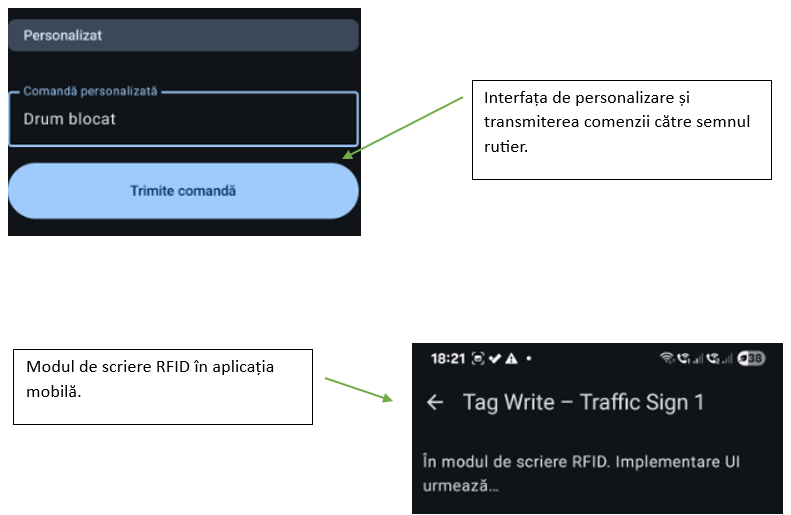 Personalizat
Comandă personalizată
Drum blocat
Trimite comandă
Interfața de personalizare și
transmiterea comenzii către semnul
rutier.
Modul de scriere RFID în aplicația
mobilă.
18:21
38
Tag Write – Traffic Sign 1
În modul de scriere RFID. Implementare UI
urmează...